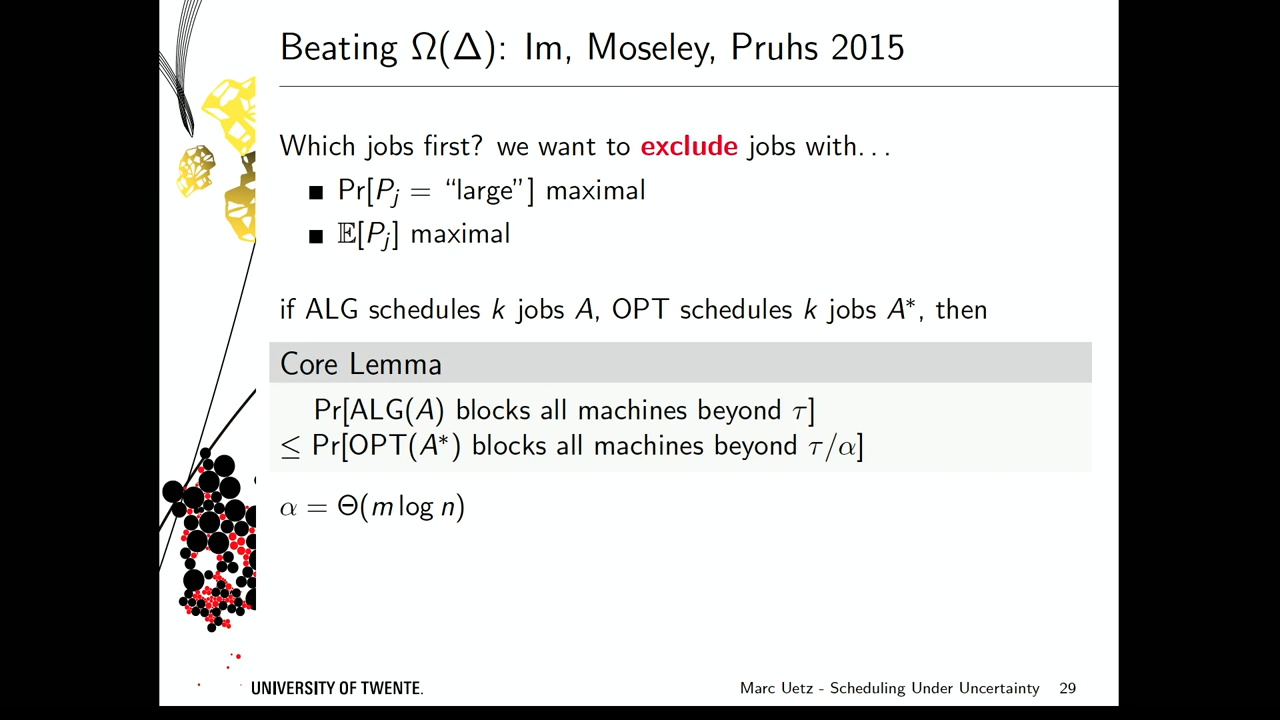 Beating Ω(Δ): Im, Moseley, Pruhs 2015
Which jobs first? we want to exclude jobs with...
■ Pr[Pⱼ = “large”] maximal
■ 𝔼[Pⱼ] maximal
if ALG schedules k jobs A, OPT schedules k jobs A*, then
Core Lemma
Pr[ALG(A) blocks all machines beyond τ]
≤ Pr[OPT(A*) blocks all machines beyond τ/α]
α = Θ(m log n)
UNIVERSITY OF TWENTE.
Marc Uetz - Scheduling Under Uncertainty 29